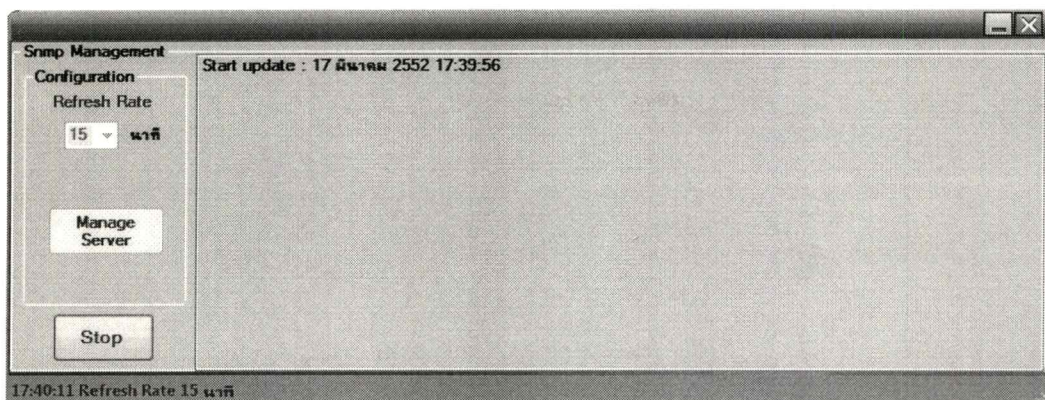 Snmp Management
Configuration
Refresh Rate
15 นาที
Manage
Server
Stop
Start update : 17 มีนาคม 2552 17:39:56
17:40:11 Refresh Rate 15 นาที